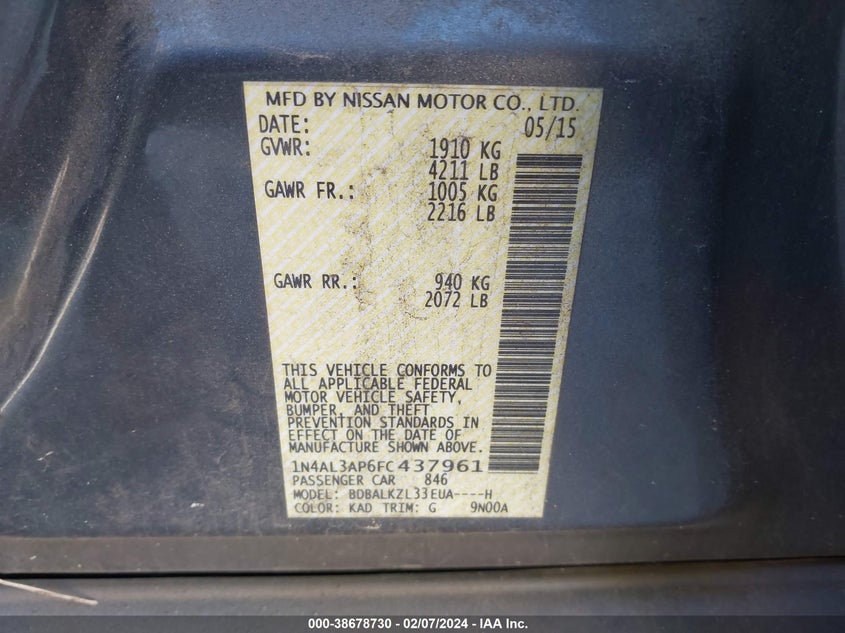 MFD BY NISSAN MOTOR CO., LTD.
DATE: 05/15
GVWR: 1910 KG
4211 LB
GAWR FR.: 1005 KG
2216 LB
GAWR RR.: 940 KG
2072 LB
THIS VEHICLE CONFORMS TO
ALL APPLICABLE FEDERAL
MOTOR VEHICLE SAFETY,
BUMPER, AND THEFT
PREVENTION STANDARDS IN
EFFECT ON THE DATE OF
MANUFACTURE SHOWN ABOVE.
1N4AL3AP6FC437961
PASSENGER CAR 846
MODEL: BDBALKZL33EUA----H
COLOR: KAD TRIM: G 9N00A
000-38678730 — 02/07/2024 — IAA Inc.